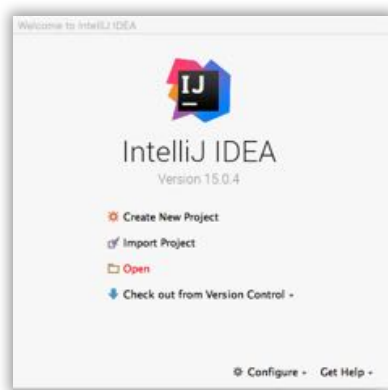 Welcome to IntelliJ IDEA
IJ
IntelliJ IDEA
Version 15.0.4
Create New Project
Import Project
Open
Check out from Version Control
Configure
Get Help